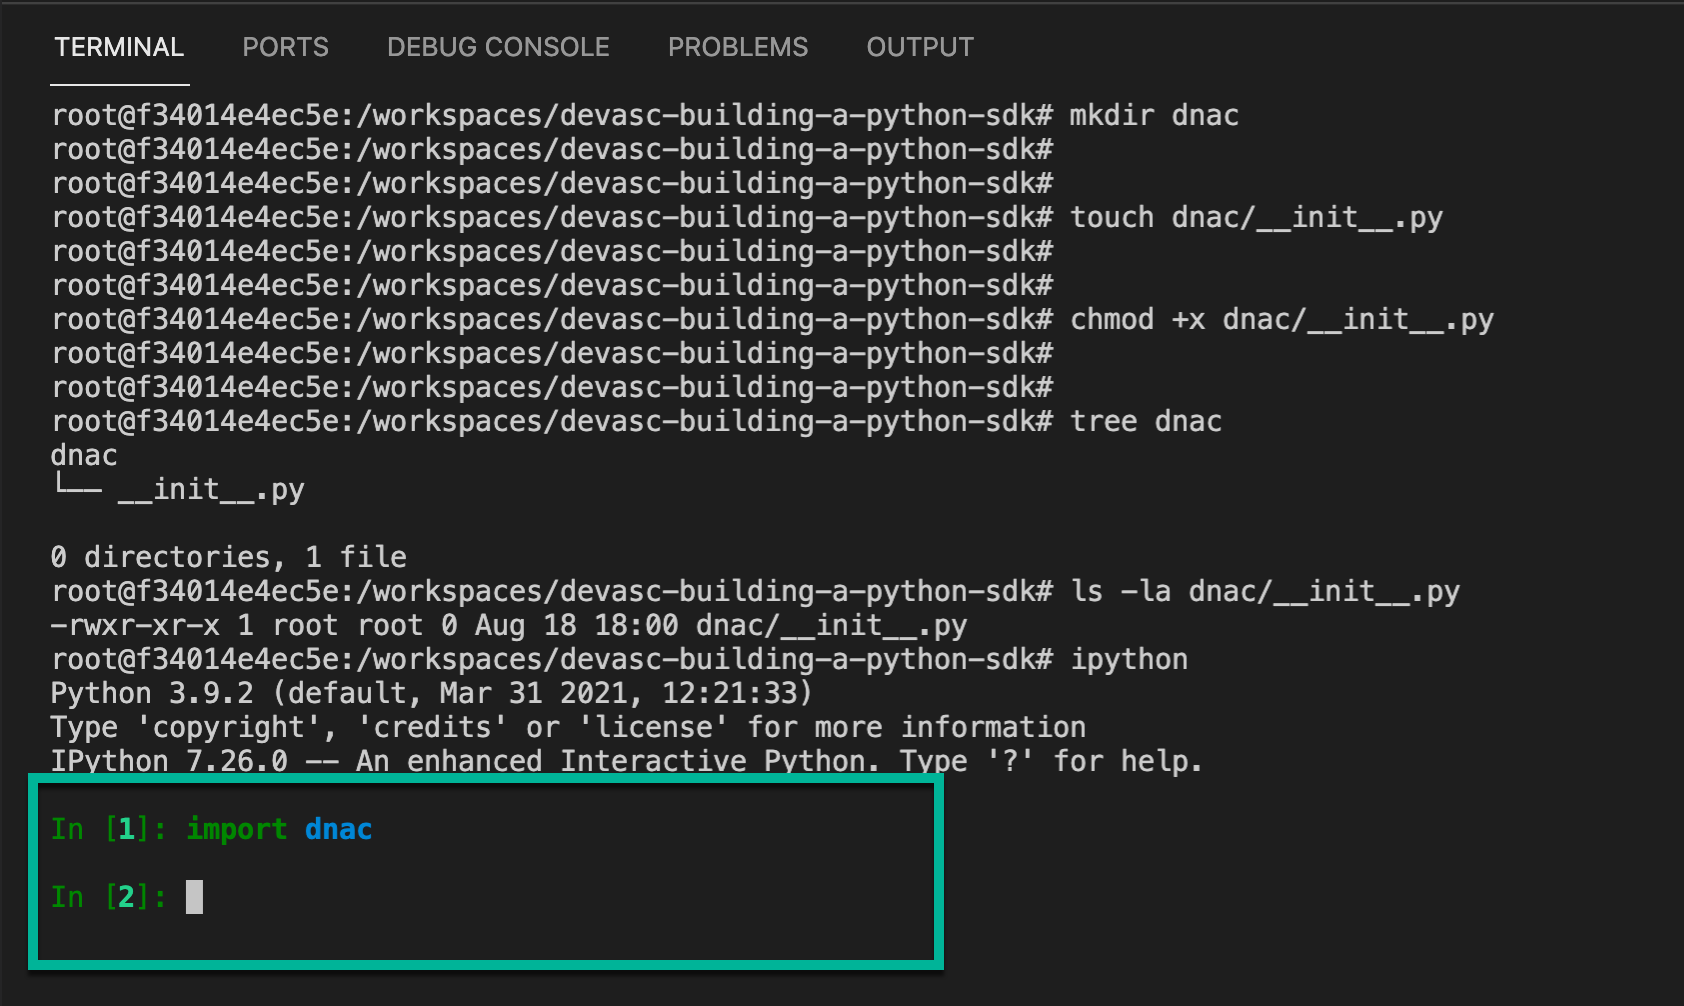 TERMINAL PORTS DEBUG CONSOLE PROBLEMS OUTPUT
root@f34014e4ec5e:/workspaces/devasc-building-a-python-sdk# mkdir dnac
root@f34014e4ec5e:/workspaces/devasc-building-a-python-sdk#
root@f34014e4ec5e:/workspaces/devasc-building-a-python-sdk#
root@f34014e4ec5e:/workspaces/devasc-building-a-python-sdk# touch dnac/__init__.py
root@f34014e4ec5e:/workspaces/devasc-building-a-python-sdk#
root@f34014e4ec5e:/workspaces/devasc-building-a-python-sdk#
root@f34014e4ec5e:/workspaces/devasc-building-a-python-sdk# chmod +x dnac/__init__.py
root@f34014e4ec5e:/workspaces/devasc-building-a-python-sdk#
root@f34014e4ec5e:/workspaces/devasc-building-a-python-sdk#
root@f34014e4ec5e:/workspaces/devasc-building-a-python-sdk# tree dnac
dnac
└── __init__.py
0 directories, 1 file
root@f34014e4ec5e:/workspaces/devasc-building-a-python-sdk# ls -la dnac/__init__.py
-rwxr-xr-x 1 root root 0 Aug 18 18:00 dnac/__init__.py
root@f34014e4ec5e:/workspaces/devasc-building-a-python-sdk# ipython
Python 3.9.2 (default, Mar 31 2021, 12:21:33)
Type 'copyright', 'credits' or 'license' for more information
IPython 7.26.0 -- An enhanced Interactive Python. Type '?' for help.
In [1]: import dnac
In [2]: